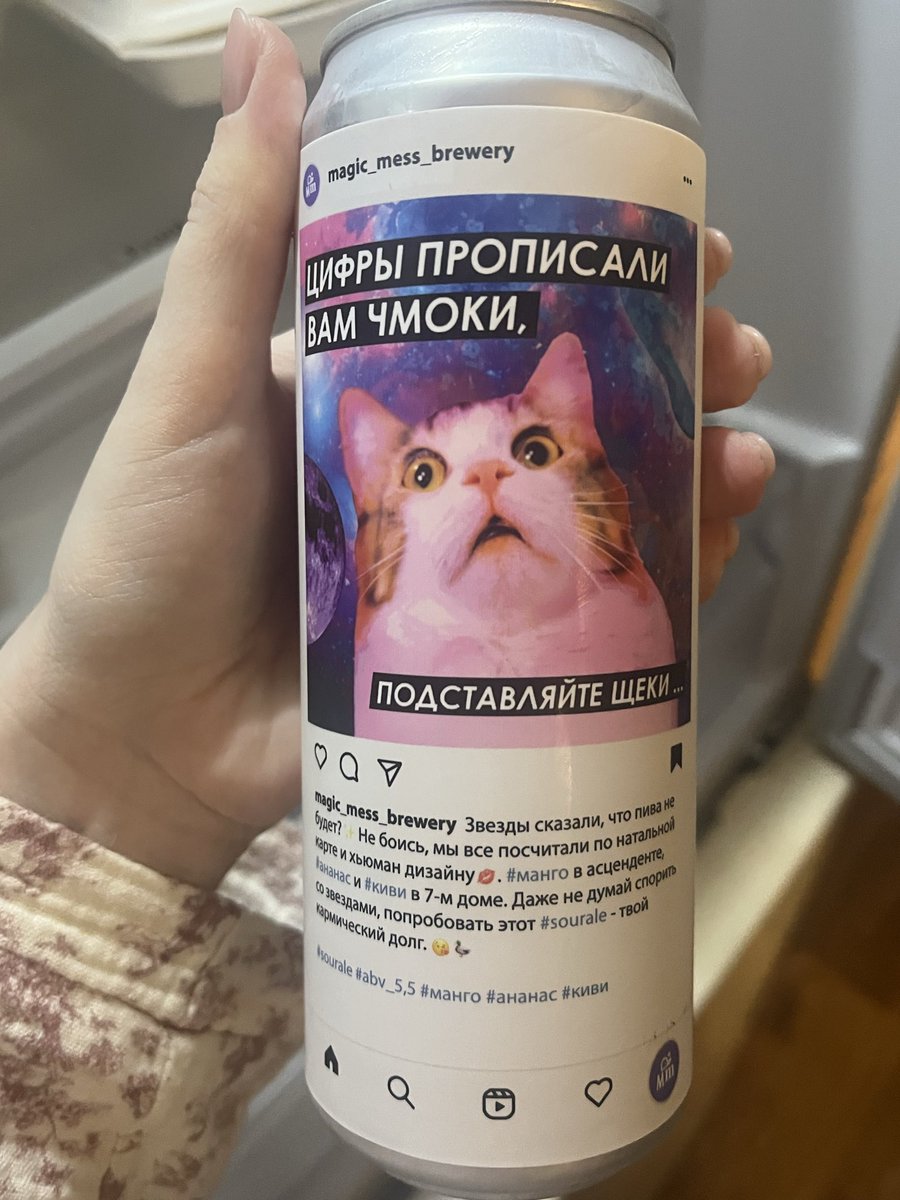 magic_mess_brewery
ЦИФРЫ ПРОПИСАЛИ
ВАМ ЧМОКИ,
ПОДСТАВЛЯЙТЕ ЩЕКИ...
magic_mess_brewery Звезды сказали, что пива не
будет?✨Не боись, мы все посчитали по натальной
карте и хьюман дизайну💋. #манго в асценденте,
#ананас и #киви в 7-м доме. Даже не думай спорить
со звездами, попробовать этот #sourale - твой
кармический долг. 😘🦆
#sourale #abv_5,5 #манго #ананас #киви